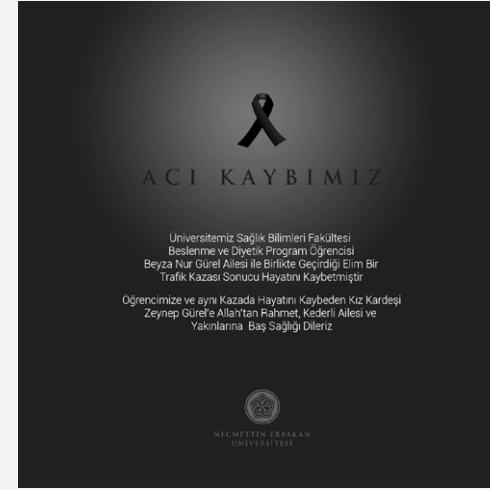 ACI KAYBIMIZ
Üniversitemiz Sağlık Bilimleri Fakültesi
Beslenme ve Diyetik Program Öğrencisi
Beyza Nur Gürel Ailesi ile Birlikte Geçirdiği Elim Bir
Trafik Kazası Sonucu Hayatını Kaybetmiştir
Öğrencimize ve aynı Kazada Hayatını Kaybeden Kız Kardeşi
Zeynep Gürel'e Allah'tan Rahmet, Kederli Ailesi ve
Yakınlarına Baş Sağlığı Dileriz
NECMETTİN ERBAKAN
ÜNİVERSİTESİ